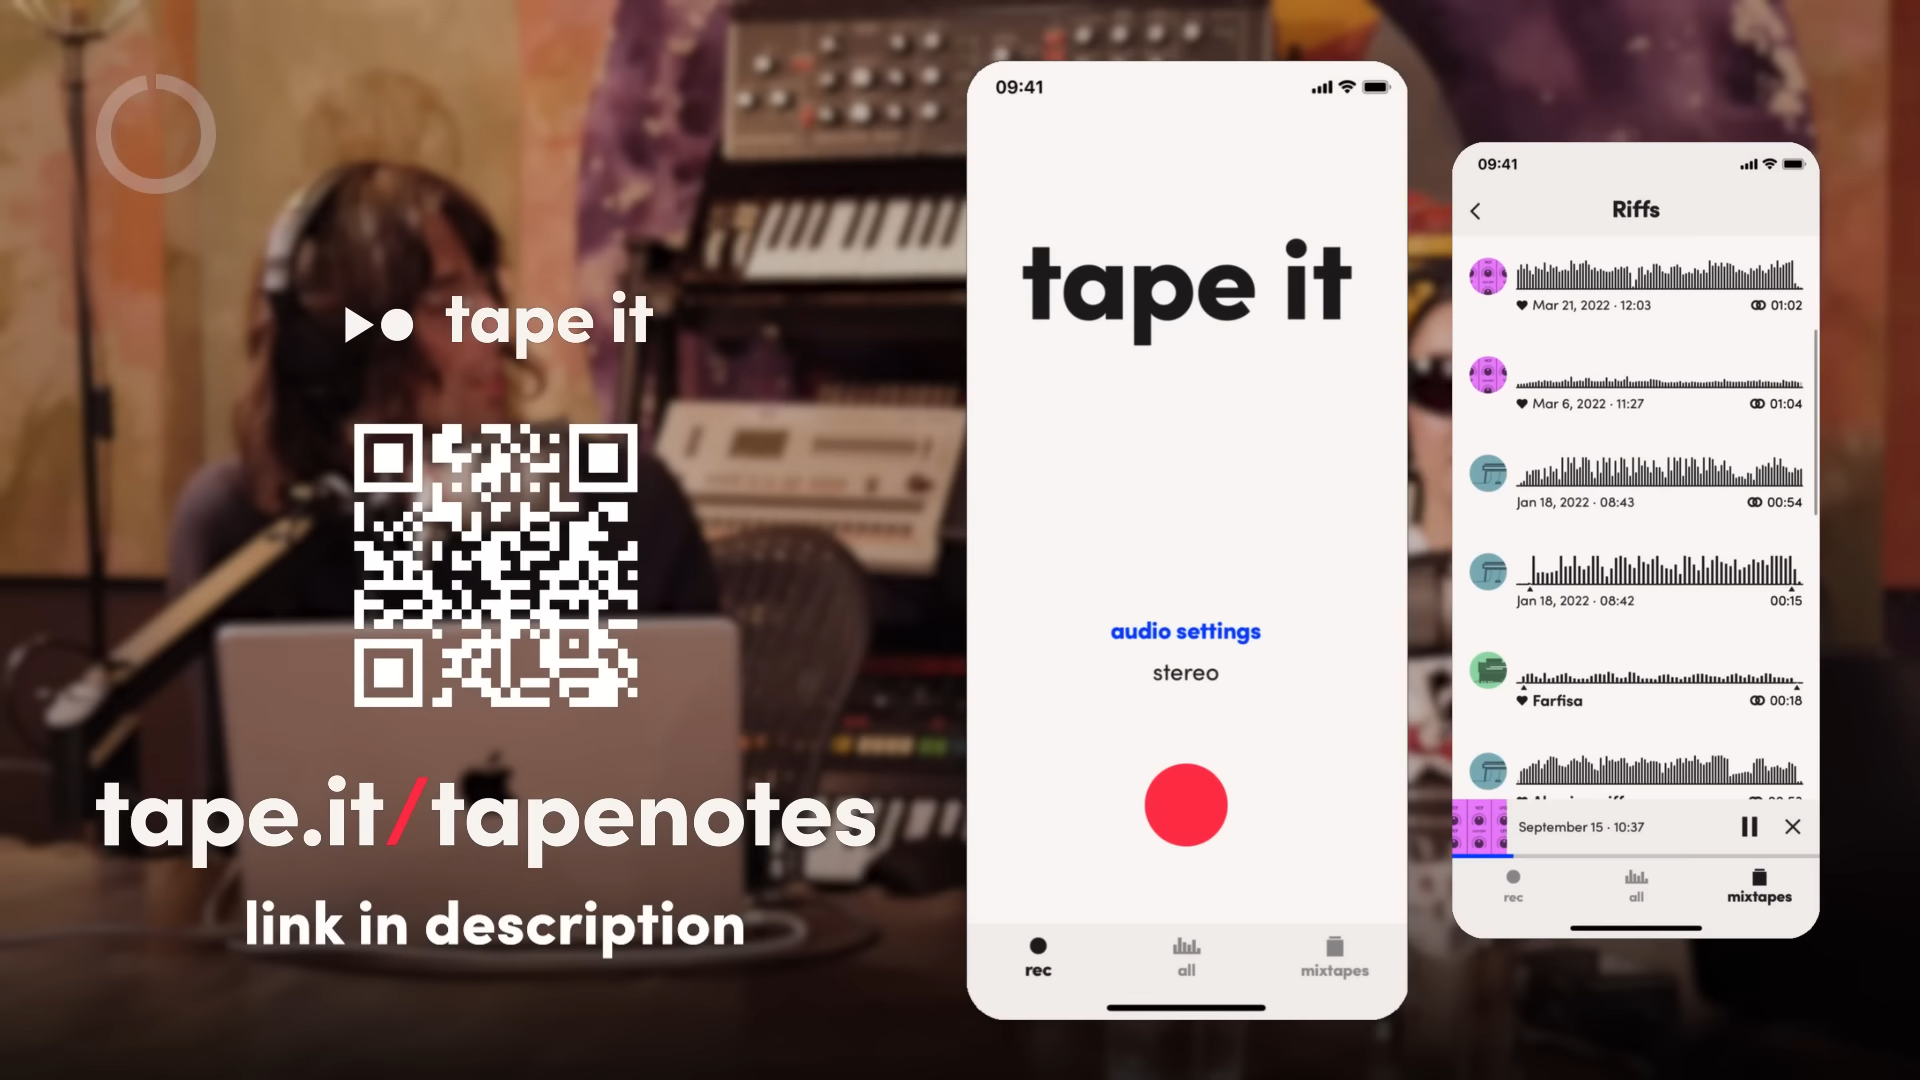 tape it
tape.it/tapenotes
link in description
09:41
tape it
audio settings
stereo
rec
all
mixtapes
09:41
Riffs
Mar 21, 2022 · 12:03
01:02
Mar 6, 2022 · 11:27
01:04
Jan 18, 2022 · 08:43
00:54
Jan 18, 2022 · 08:42
00:15
Farfisa
00:18
September 15 · 10:37
rec
all
mixtapes